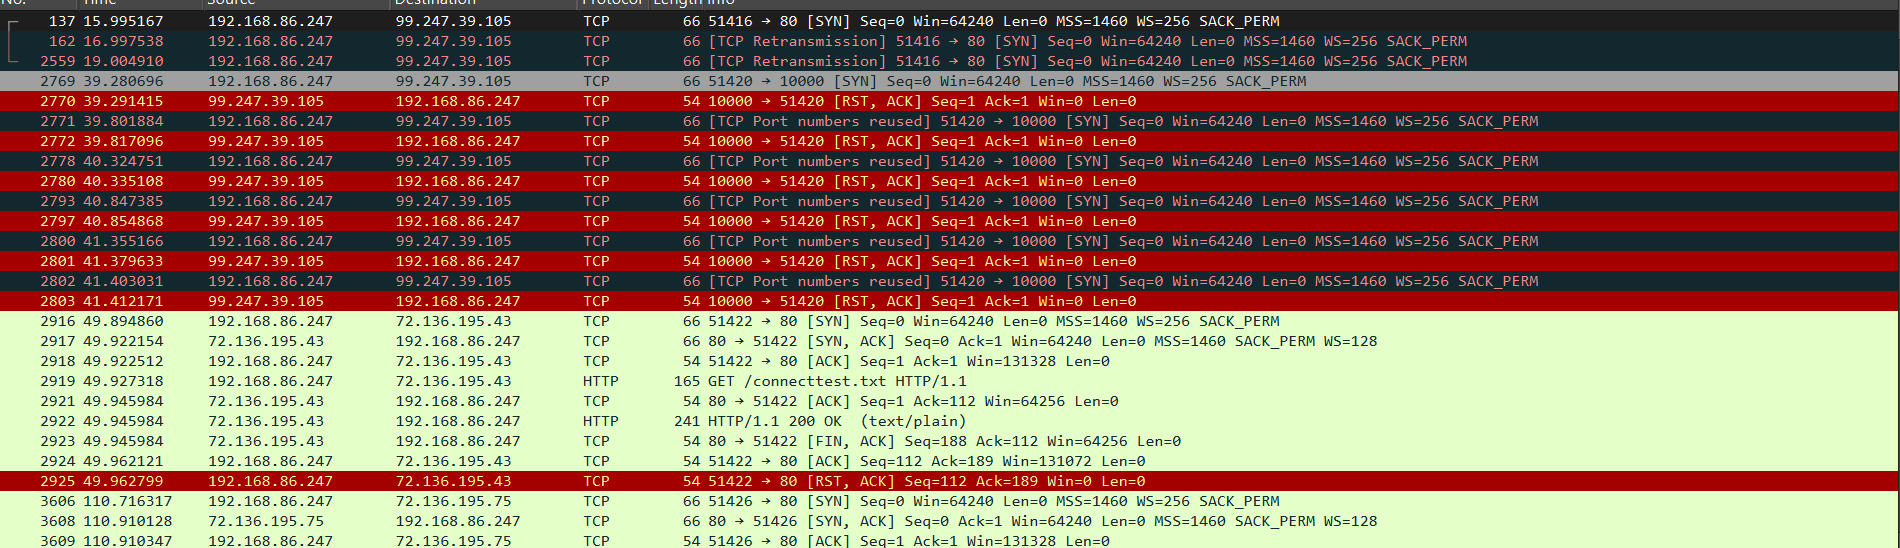 No. Time Source Destination Protocol Length Info
137 15.995167 192.168.86.247 99.247.39.105 TCP 66 51416 → 80 [SYN] Seq=0 Win=64240 Len=0 MSS=1460 WS=256 SACK_PERM
162 16.997538 192.168.86.247 99.247.39.105 TCP 66 [TCP Retransmission] 51416 → 80 [SYN] Seq=0 Win=64240 Len=0 MSS=1460 WS=256 SACK_PERM
2559 19.004910 192.168.86.247 99.247.39.105 TCP 66 [TCP Retransmission] 51416 → 80 [SYN] Seq=0 Win=64240 Len=0 MSS=1460 WS=256 SACK_PERM
2769 39.280696 192.168.86.247 99.247.39.105 TCP 66 51420 → 10000 [SYN] Seq=0 Win=64240 Len=0 MSS=1460 WS=256 SACK_PERM
2770 39.291415 99.247.39.105 192.168.86.247 TCP 54 10000 → 51420 [RST, ACK] Seq=1 Ack=1 Win=0 Len=0
2771 39.801884 192.168.86.247 99.247.39.105 TCP 66 [TCP Port numbers reused] 51420 → 10000 [SYN] Seq=0 Win=64240 Len=0 MSS=1460 WS=256 SACK_PERM
2772 39.817096 99.247.39.105 192.168.86.247 TCP 54 10000 → 51420 [RST, ACK] Seq=1 Ack=1 Win=0 Len=0
2778 40.324751 192.168.86.247 99.247.39.105 TCP 66 [TCP Port numbers reused] 51420 → 10000 [SYN] Seq=0 Win=64240 Len=0 MSS=1460 WS=256 SACK_PERM
2780 40.335108 99.247.39.105 192.168.86.247 TCP 54 10000 → 51420 [RST, ACK] Seq=1 Ack=1 Win=0 Len=0
2793 40.847385 192.168.86.247 99.247.39.105 TCP 66 [TCP Port numbers reused] 51420 → 10000 [SYN] Seq=0 Win=64240 Len=0 MSS=1460 WS=256 SACK_PERM
2797 40.854868 99.247.39.105 192.168.86.247 TCP 54 10000 → 51420 [RST, ACK] Seq=1 Ack=1 Win=0 Len=0
2800 41.355166 192.168.86.247 99.247.39.105 TCP 66 [TCP Port numbers reused] 51420 → 10000 [SYN] Seq=0 Win=64240 Len=0 MSS=1460 WS=256 SACK_PERM
2801 41.379633 99.247.39.105 192.168.86.247 TCP 54 10000 → 51420 [RST, ACK] Seq=1 Ack=1 Win=0 Len=0
2802 41.403031 192.168.86.247 99.247.39.105 TCP 66 [TCP Port numbers reused] 51420 → 10000 [SYN] Seq=0 Win=64240 Len=0 MSS=1460 WS=256 SACK_PERM
2803 41.412171 99.247.39.105 192.168.86.247 TCP 54 10000 → 51420 [RST, ACK] Seq=1 Ack=1 Win=0 Len=0
2916 49.894860 192.168.86.247 72.136.195.43 TCP 66 51422 → 80 [SYN] Seq=0 Win=64240 Len=0 MSS=1460 WS=256 SACK_PERM
2917 49.922154 72.136.195.43 192.168.86.247 TCP 66 80 → 51422 [SYN, ACK] Seq=0 Ack=1 Win=64240 Len=0 MSS=1460 SACK_PERM WS=128
2918 49.922512 192.168.86.247 72.136.195.43 TCP 54 51422 → 80 [ACK] Seq=1 Ack=1 Win=131328 Len=0
2919 49.927318 192.168.86.247 72.136.195.43 HTTP 165 GET /connecttest.txt HTTP/1.1
2921 49.945984 72.136.195.43 192.168.86.247 TCP 54 80 → 51422 [ACK] Seq=1 Ack=112 Win=64256 Len=0
2922 49.945984 72.136.195.43 192.168.86.247 HTTP 241 HTTP/1.1 200 OK (text/plain)
2923 49.945984 72.136.195.43 192.168.86.247 TCP 54 80 → 51422 [FIN, ACK] Seq=188 Ack=112 Win=64256 Len=0
2924 49.962121 192.168.86.247 72.136.195.43 TCP 54 51422 → 80 [ACK] Seq=112 Ack=189 Win=131072 Len=0
2925 49.962799 192.168.86.247 72.136.195.43 TCP 54 51422 → 80 [RST, ACK] Seq=112 Ack=189 Win=0 Len=0
3606 110.716317 192.168.86.247 72.136.195.75 TCP 66 51426 → 80 [SYN] Seq=0 Win=64240 Len=0 MSS=1460 WS=256 SACK_PERM
3608 110.910128 72.136.195.75 192.168.86.247 TCP 66 80 → 51426 [SYN, ACK] Seq=0 Ack=1 Win=64240 Len=0 MSS=1460 SACK_PERM WS=128
3609 110.910347 192.168.86.247 72.136.195.75 TCP 54 51426 → 80 [ACK] Seq=1 Ack=1 Win=131328 Len=0